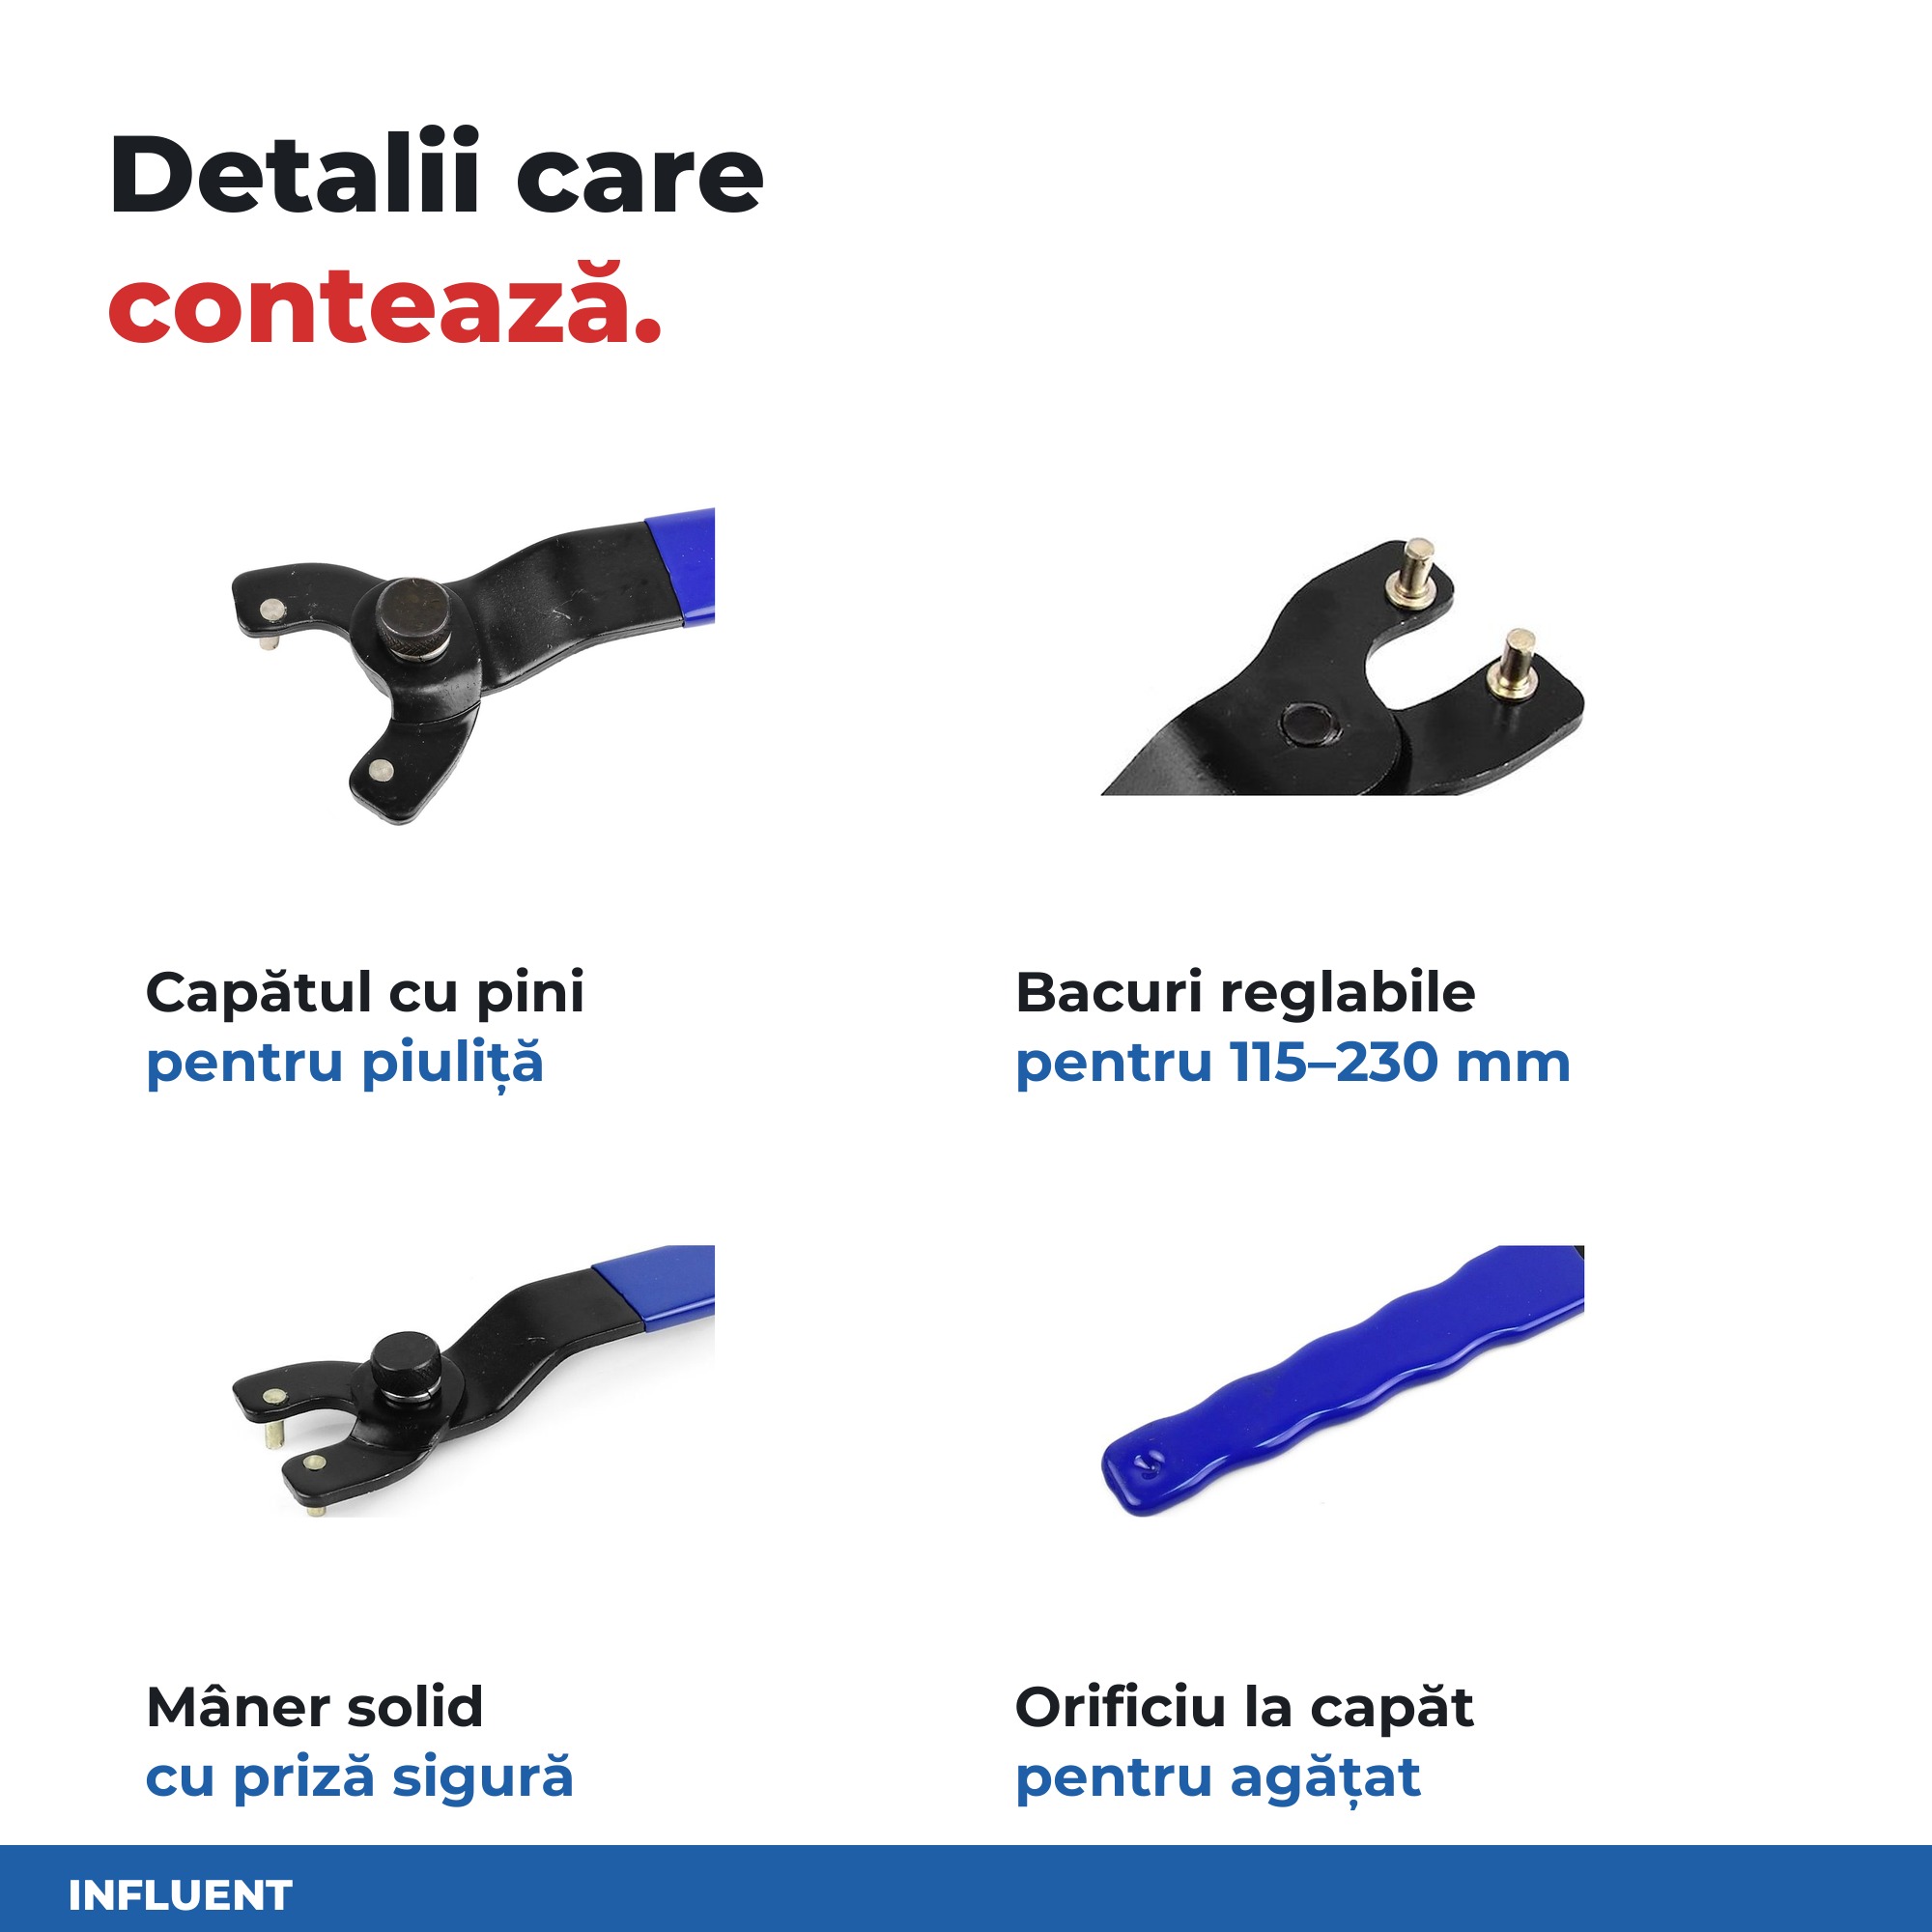 Detalii care
contează.
Capătul cu pini
pentru piuliță
Bacuri reglabile
pentru 115–230 mm
Mâner solid
cu priză sigură
Orificiu la capăt
pentru agățat
INFLUENT